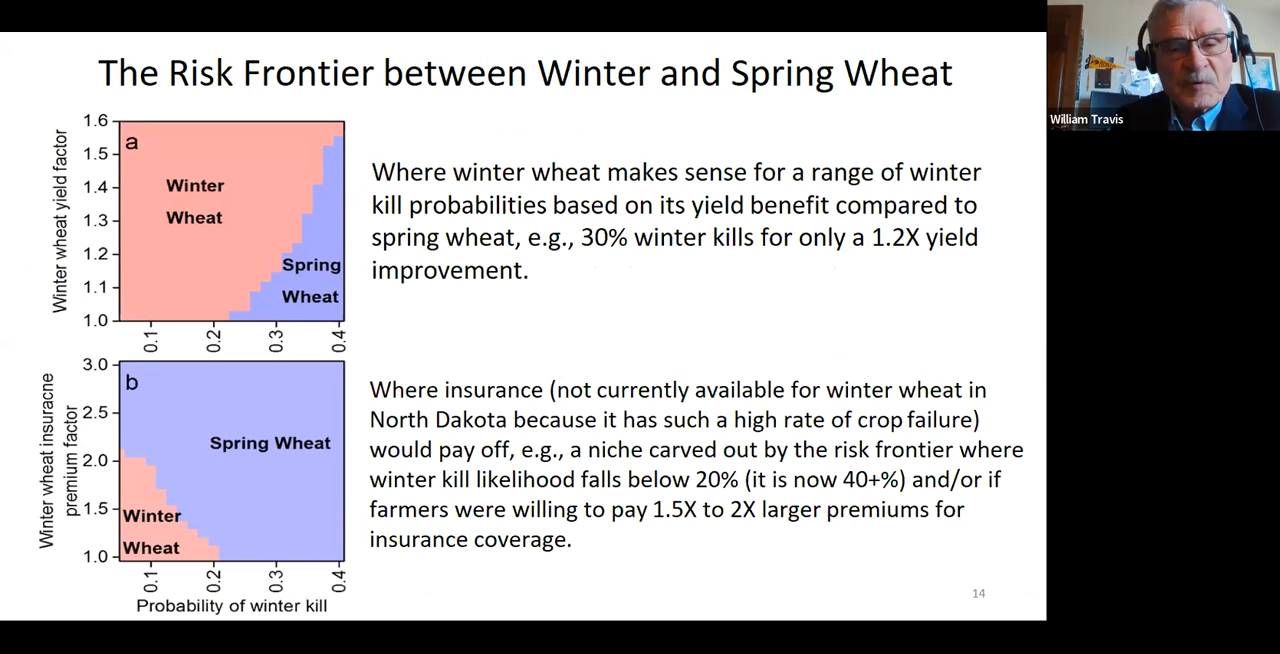 The Risk Frontier between Winter and Spring Wheat
William Travis
Winter wheat yield factor
1.6
1.5
1.4
1.3
1.2
1.1
1.0
a
Winter
Wheat
Spring
Wheat
0.1
0.2
0.3
0.4
Where winter wheat makes sense for a range of winter
kill probabilities based on its yield benefit compared to
spring wheat, e.g., 30% winter kills for only a 1.2X yield
improvement.
Winter wheat insuracne
premium factor
3.0
2.5
2.0
1.5
1.0
b
Spring Wheat
Winter
Wheat
0.1
0.2
0.3
0.4
Probability of winter kill
Where insurance (not currently available for winter wheat in
North Dakota because it has such a high rate of crop failure)
would pay off, e.g., a niche carved out by the risk frontier where
winter kill likelihood falls below 20% (it is now 40+%) and/or if
farmers were willing to pay 1.5X to 2X larger premiums for
insurance coverage.
14